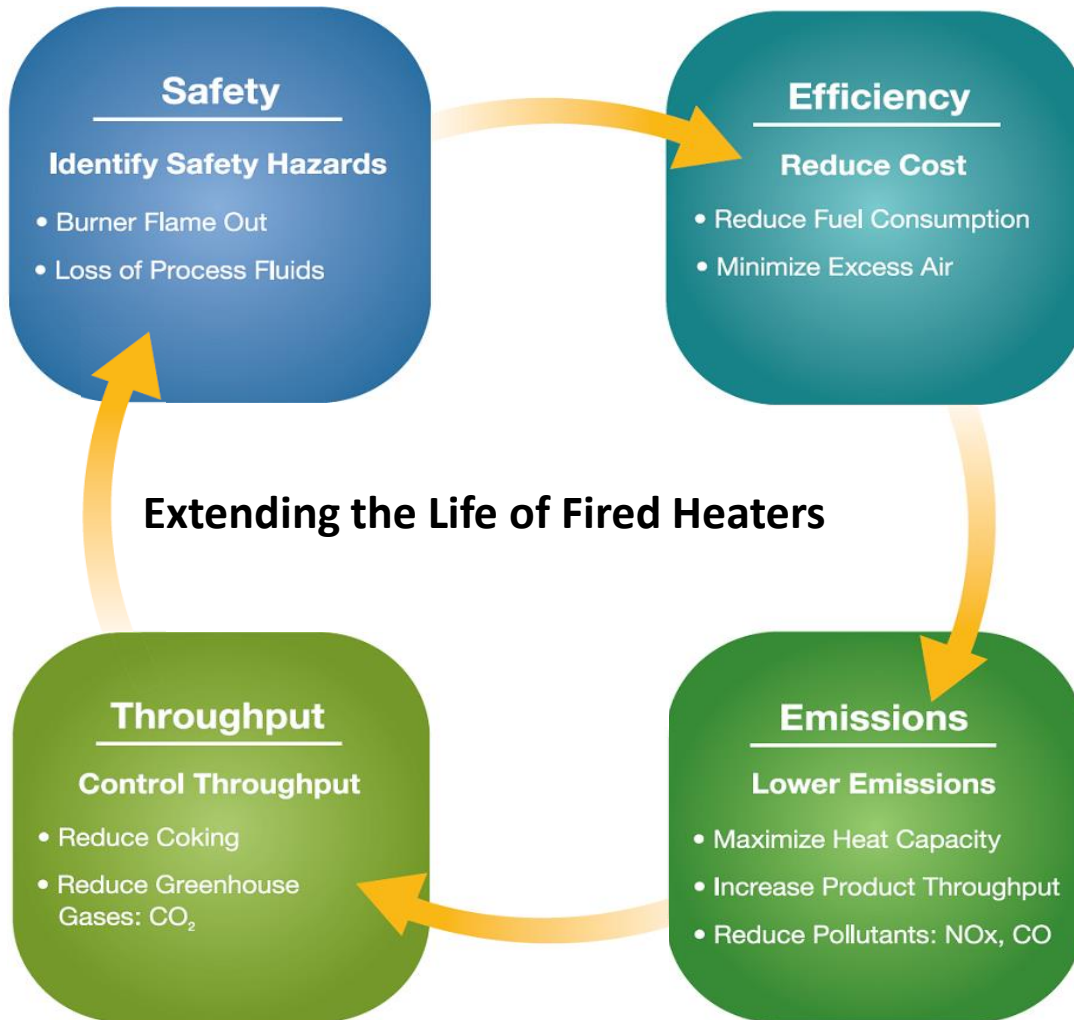 Safety
Identify Safety Hazards
• Burner Flame Out
• Loss of Process Fluids
Efficiency
Reduce Cost
• Reduce Fuel Consumption
• Minimize Excess Air
Extending the Life of Fired Heaters
Throughput
Control Throughput
• Reduce Coking
• Reduce Greenhouse
Gases: CO₂
Emissions
Lower Emissions
• Maximize Heat Capacity
• Increase Product Throughput
• Reduce Pollutants: NOx, CO